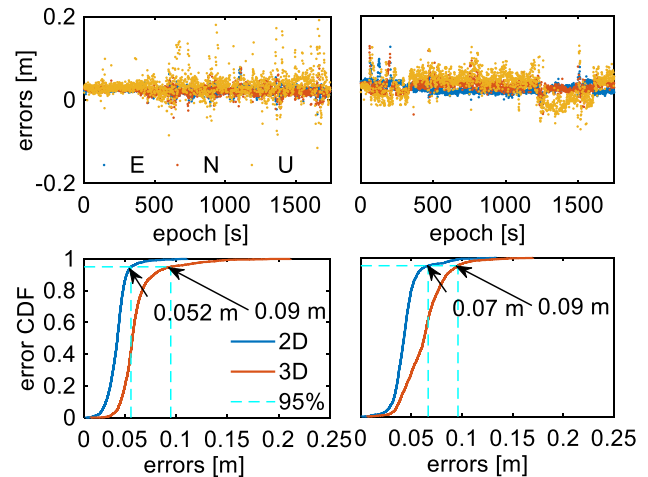 0.2
0
-0.2
errors [m]
E N U
0 500 1000 1500
epoch [s]
0 500 1000 1500
epoch [s]
1
0.8
0.6
0.4
0.2
0
error CDF
0.052 m
0.09 m
2D
3D
95%
0 0.05 0.1 0.15 0.2 0.25
errors [m]
0.07 m
0.09 m
0 0.05 0.1 0.15 0.2 0.25
errors [m]